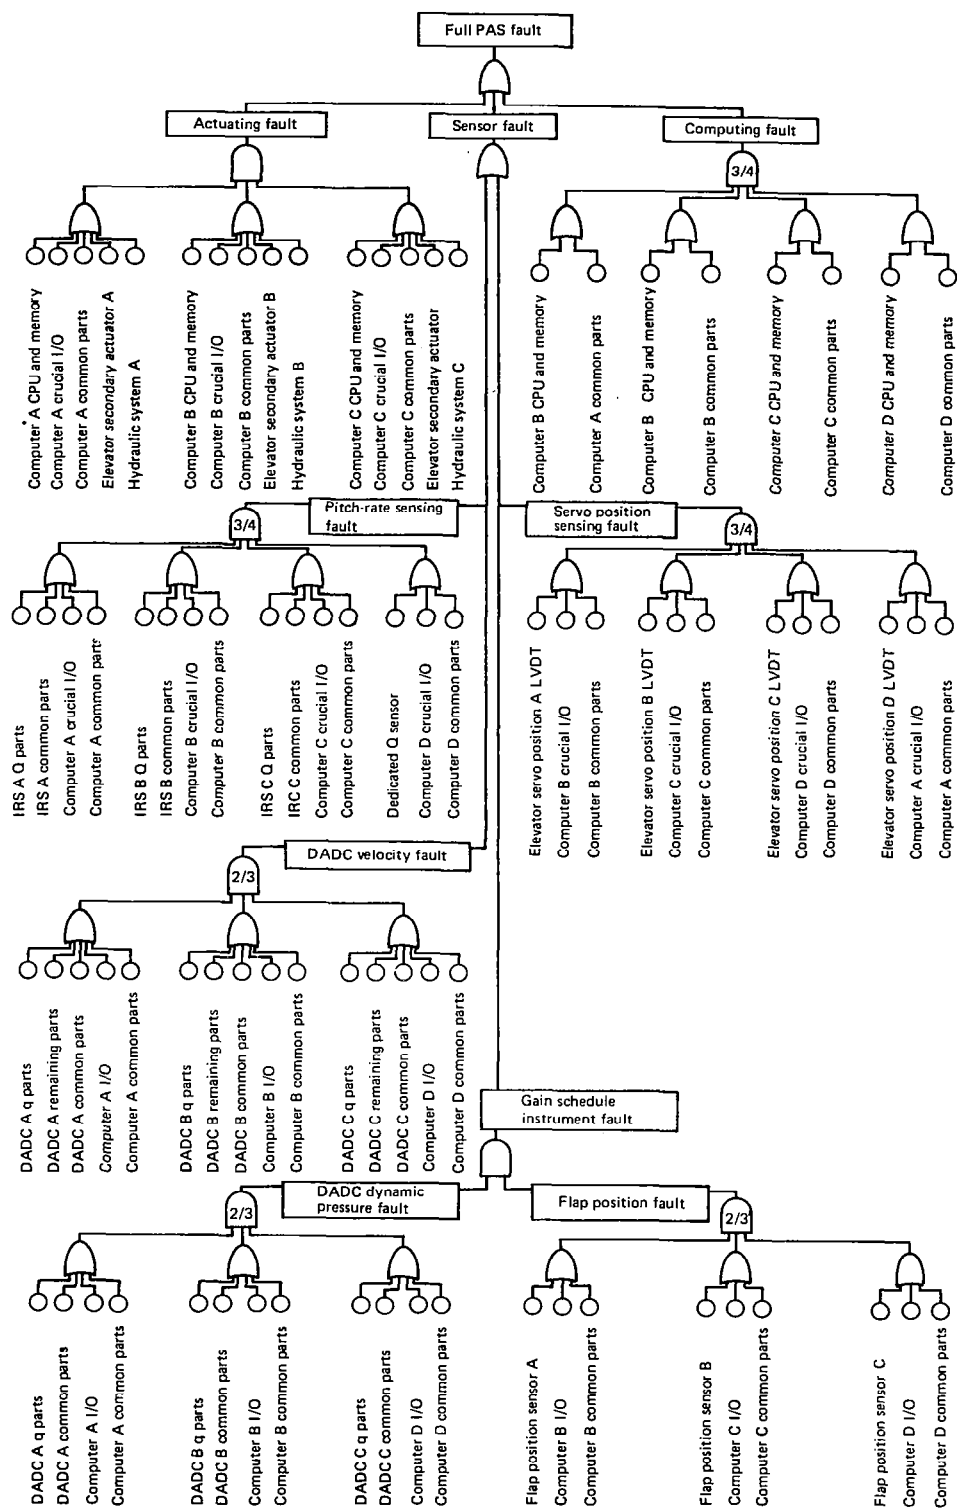 Full PAS fault
Actuating fault
Sensor fault
Computing fault
3/4
Computer A CPU and memory
Computer A crucial I/O
Computer A common parts
Elevator secondary actuator A
Hydraulic system A
Computer B CPU and memory
Computer B crucial I/O
Computer B common parts
Elevator secondary actuator B
Hydraulic system B
Computer C CPU and memory
Computer C crucial I/O
Computer C common parts
Elevator secondary actuator
Hydraulic system C
Computer B CPU and memory
Computer A common parts
Computer B CPU and memory
Computer B common parts
Computer C CPU and memory
Computer C common parts
Computer D CPU and memory
Computer D common parts
Pitch-rate sensing
fault
3/4
Servo position
sensing fault
3/4
IRS A Q parts
IRS A common parts
Computer A crucial I/O
Computer A common parts
IRS B Q parts
IRS B common parts
Computer B crucial I/O
Computer B common parts
IRS C Q parts
IRC C common parts
Computer C crucial I/O
Computer C common parts
Dedicated Q sensor
Computer D crucial I/O
Computer D common parts
Elevator servo position A LVDT
Computer B crucial I/O
Computer B common parts
Elevator servo position B LVDT
Computer C crucial I/O
Computer C common parts
Elevator servo position C LVDT
Computer D crucial I/O
Computer D common parts
Elevator servo position D LVDT
Computer A crucial I/O
Computer A common parts
DADC velocity fault
2/3
DADC A q parts
DADC A remaining parts
DADC A common parts
Computer A I/O
Computer A common parts
DADC B q parts
DADC B remaining parts
DADC B common parts
Computer B I/O
Computer B common parts
DADC C q parts
DADC C remaining parts
DADC C common parts
Computer D I/O
Computer D common parts
Gain schedule
instrument fault
DADC dynamic
pressure fault
2/3
Flap position fault
2/3
DADC A q parts
DADC A common parts
Computer A I/O
Computer A common parts
DADC B q parts
DADC B common parts
Computer B I/O
Computer B common parts
DADC C q parts
DADC C common parts
Computer D I/O
Computer D common parts
Flap position sensor A
Computer B I/O
Computer B common parts
Flap position sensor B
Computer C I/O
Computer C common parts
Flap position sensor C
Computer D I/O
Computer D common parts